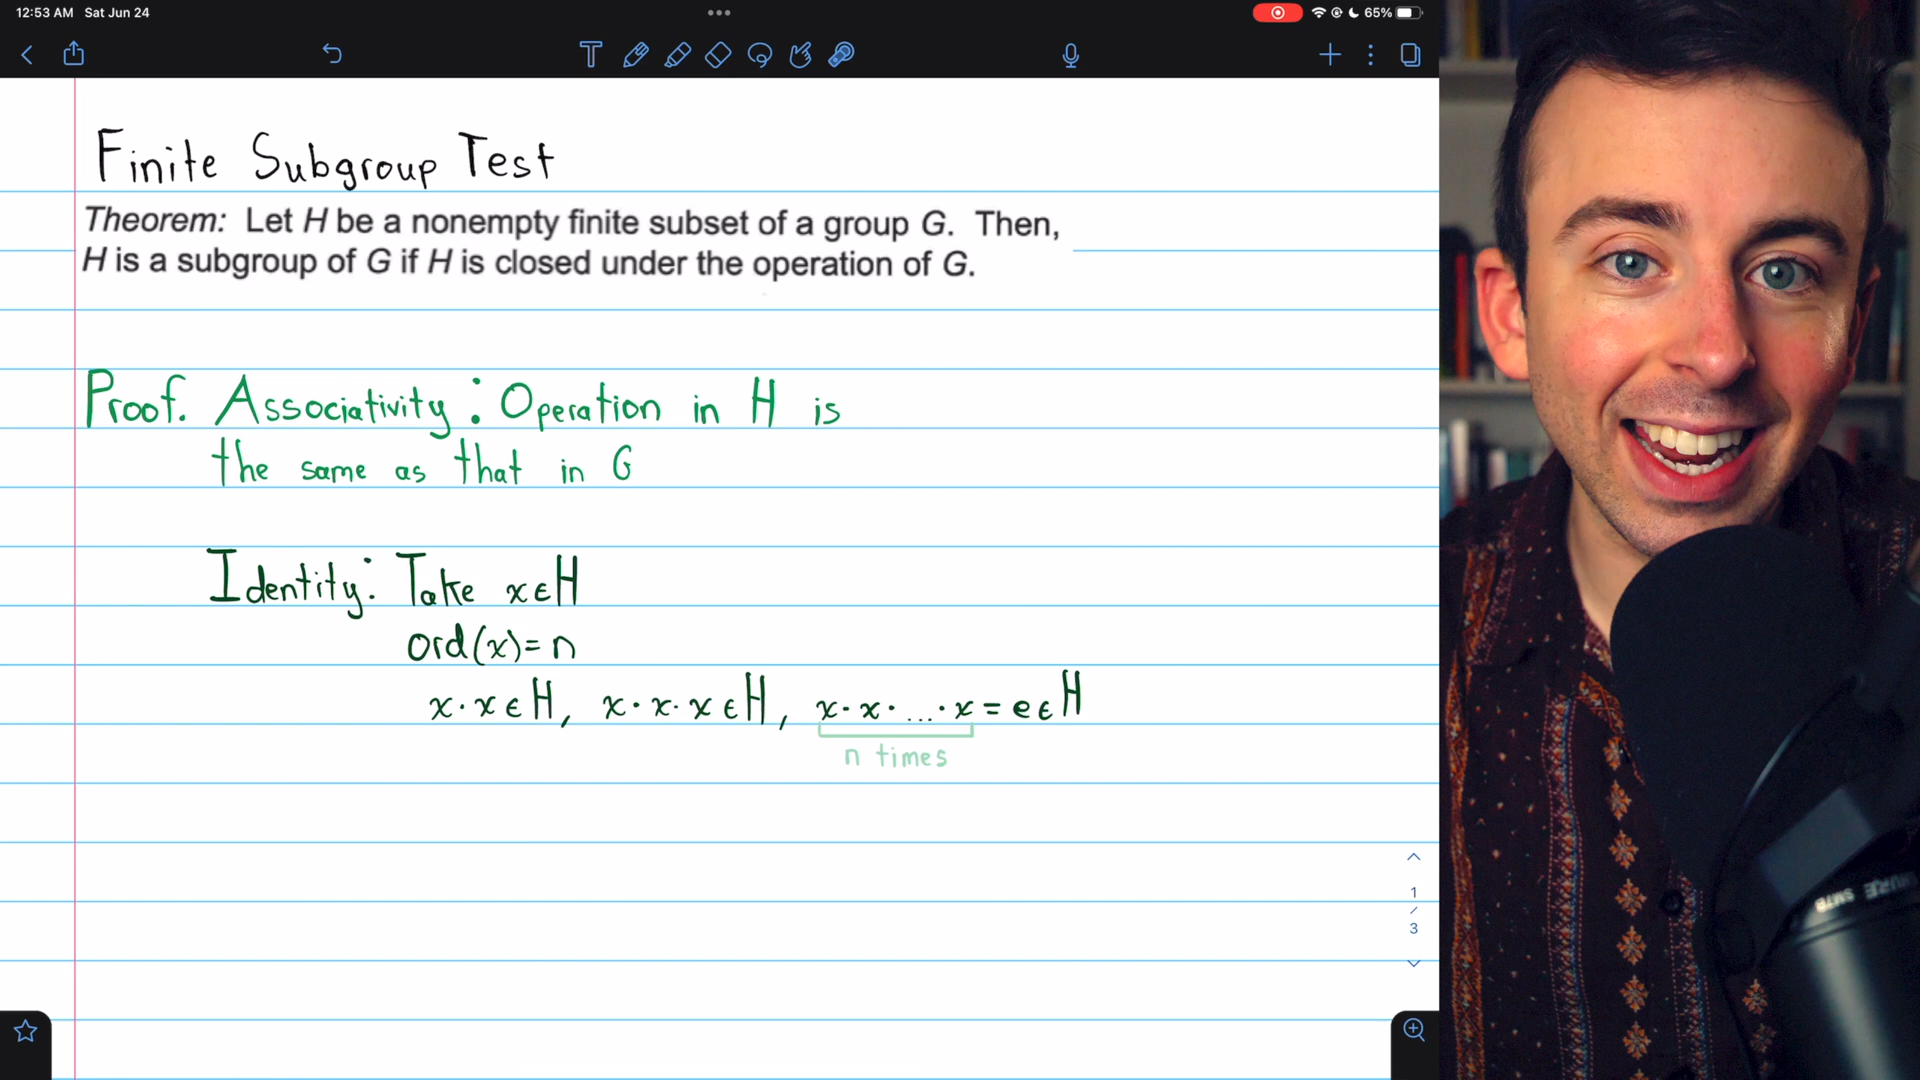 12:53 AM Sat Jun 24
65%
Finite Subgroup Test
Theorem: Let H be a nonempty finite subset of a group G. Then,
H is a subgroup of G if H is closed under the operation of G.
Proof. Associativity: Operation in H is
the same as that in G
Identity: Take x∈H
ord(x)=n
x·x∈H, x·x·x∈H, x·x·...·x=e∈H
n times
1
/
3
SHURE SM7B